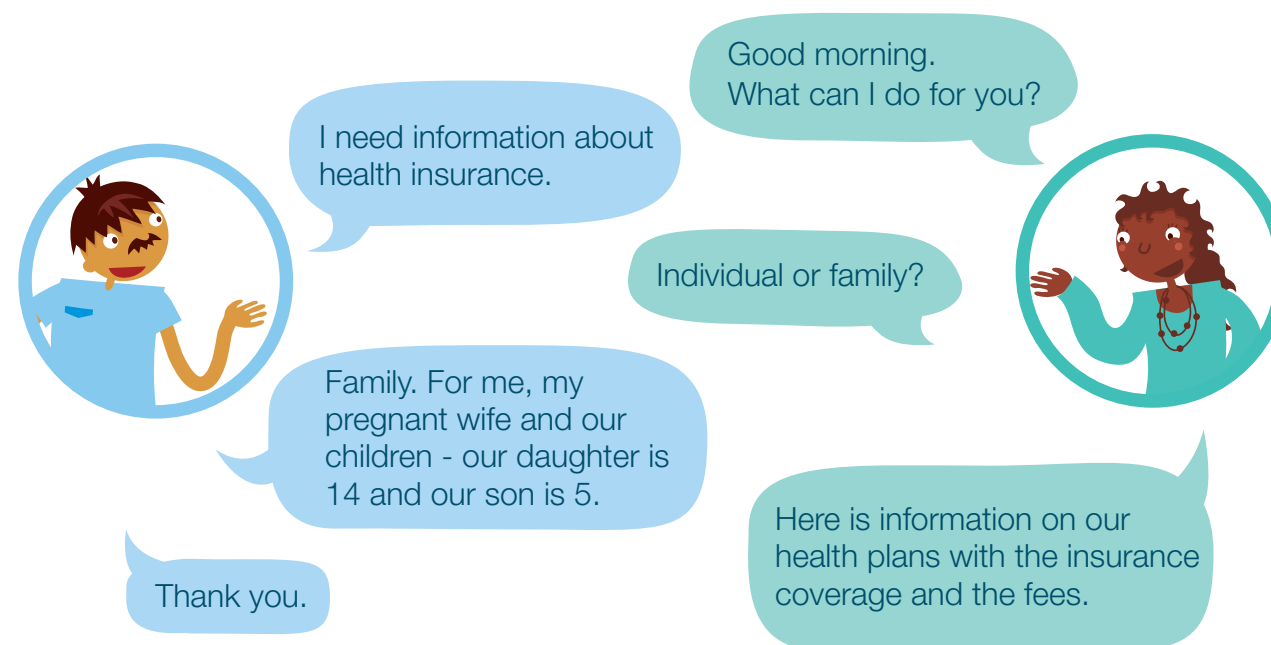 Good morning.
What can I do for you?
I need information about
health insurance.
Individual or family?
Family. For me, my
pregnant wife and our
children - our daughter is
14 and our son is 5.
Here is information on our
health plans with the insurance
coverage and the fees.
Thank you.